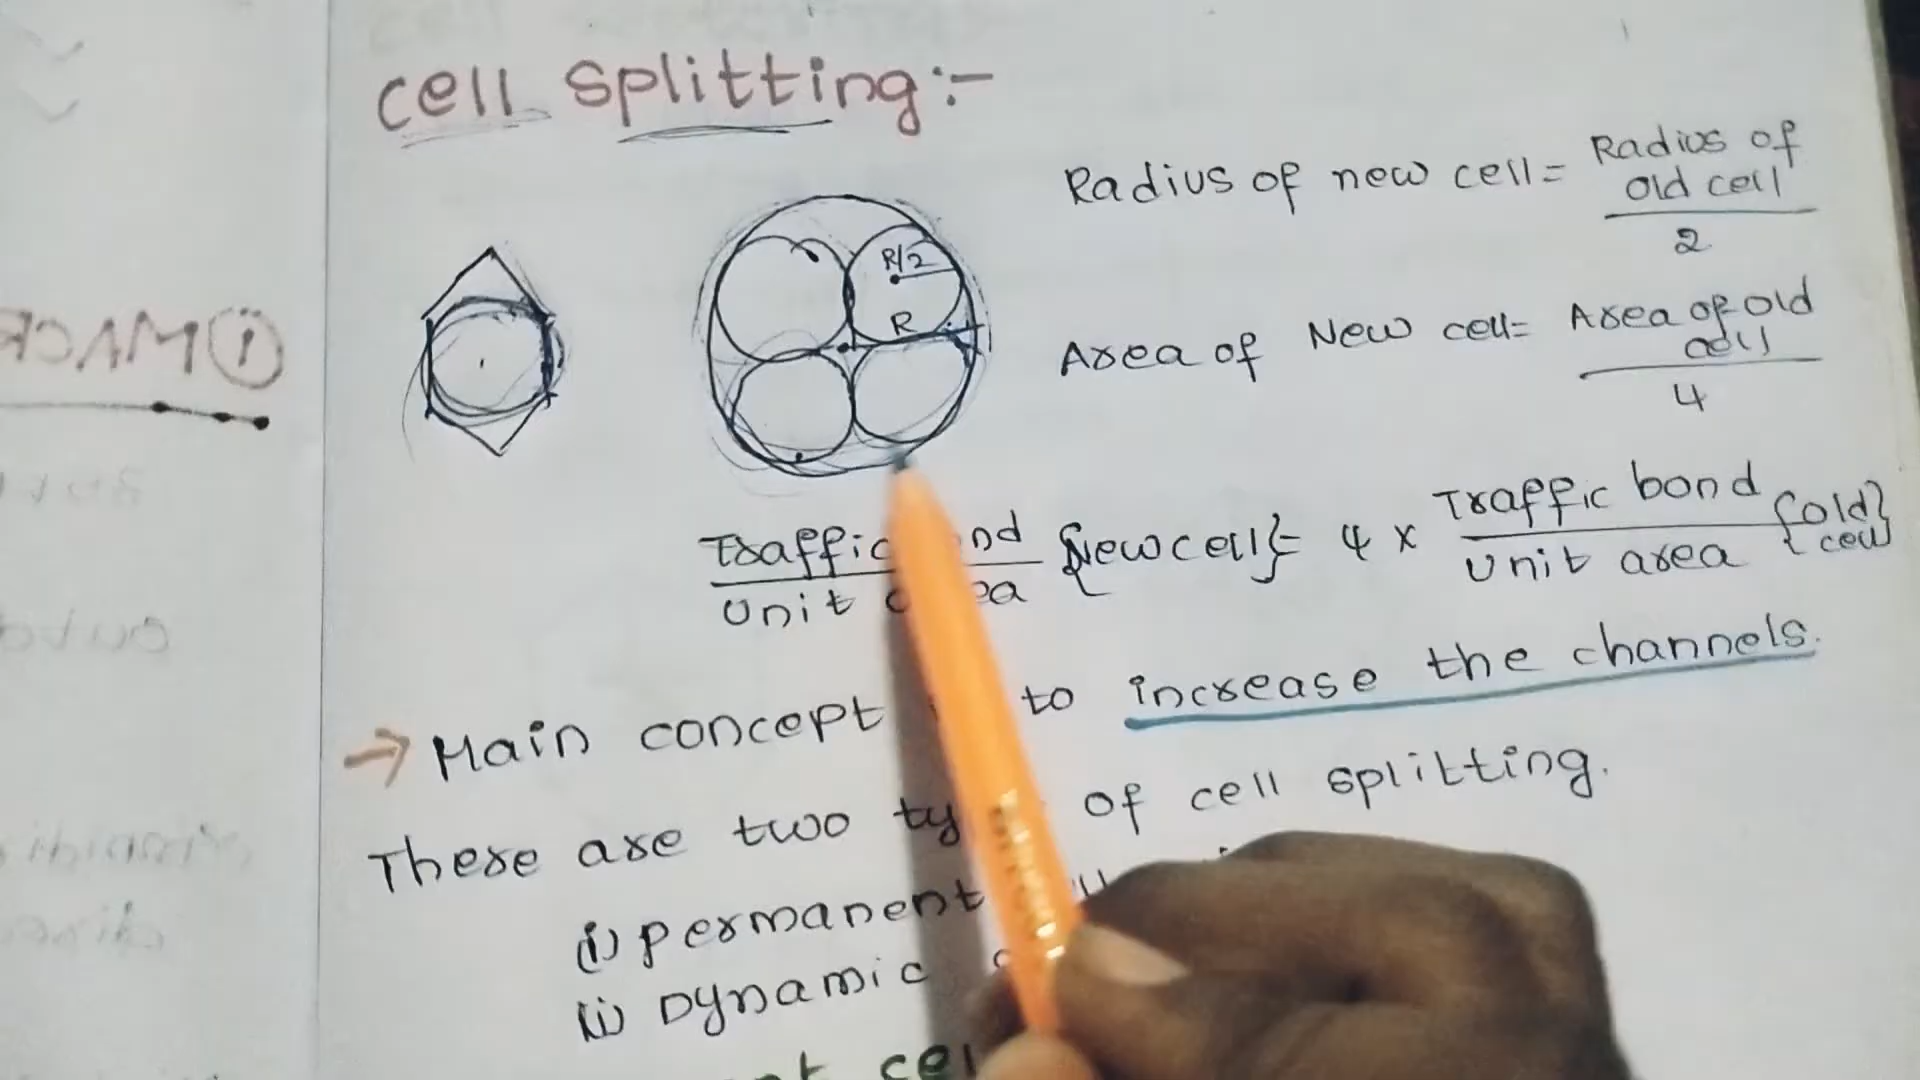 cell splitting:-
Radius of new cell = Radius of old cell / 2
R/2
R
Area of New cell = Area of old cell / 4
Traffic / Unit {New cell} = 4 x Traffic bond / Unit area {old cell}
→ Main concept to increase the channels.
There are two of cell splitting.
(i) permanent
(ii) Dynamic